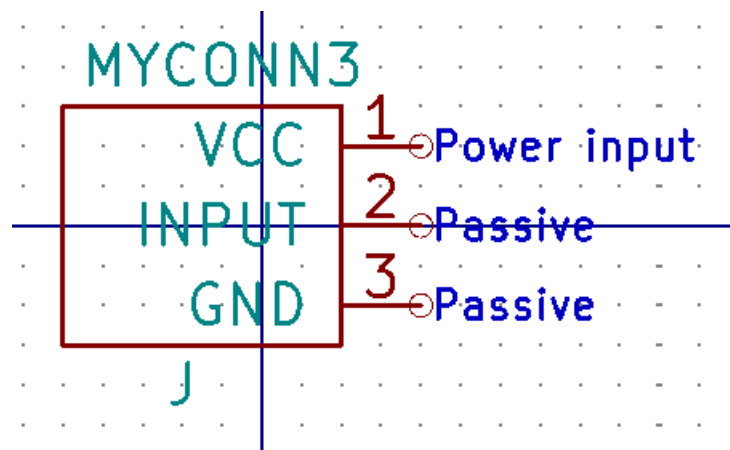 MYCONN3
VCC 1 Power input
INPUT 2 Passive
GND 3 Passive
J